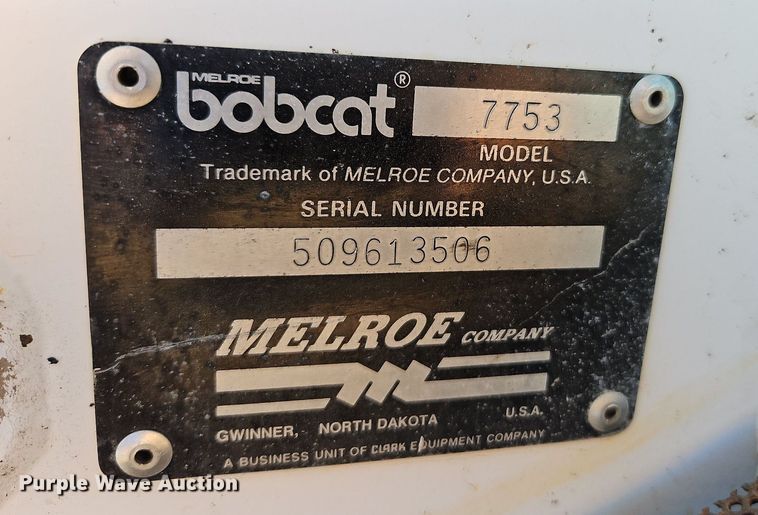 MELROE
bobcat® 7753
MODEL
Trademark of MELROE COMPANY, U.S.A.
SERIAL NUMBER
509613506
MELROE COMPANY
GWINNER, NORTH DAKOTA U.S.A.
A BUSINESS UNIT OF CLARK EQUIPMENT COMPANY
Purple Wave Auction